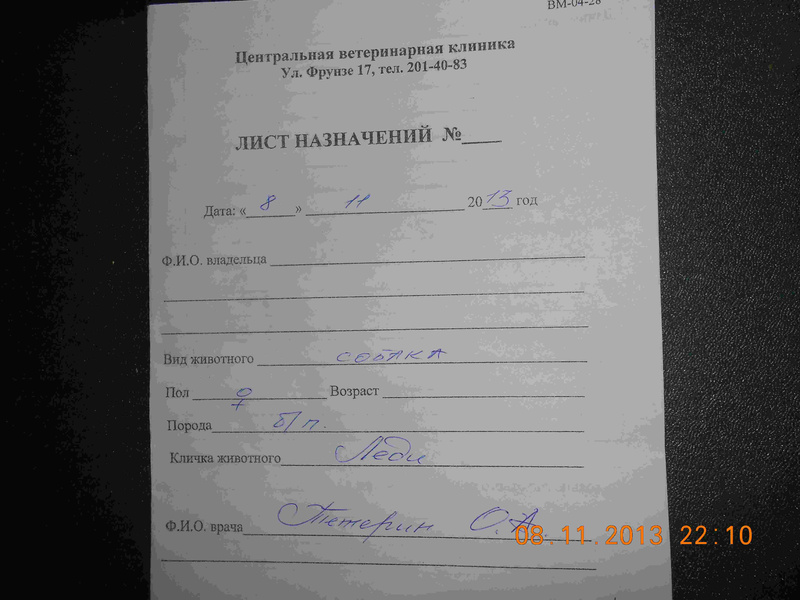 ВМ-04-28
Центральная ветеринарная клиника
Ул. Фрунзе 17, тел. 201-40-83
ЛИСТ НАЗНАЧЕНИЙ №____
Дата: «8» 11 2013 год
Ф.И.О. владельца
Вид животного собака
Пол ♀ Возраст
Порода б/п.
Кличка животного Леди
Ф.И.О. врача Тетерин О.А.
08.11.2013 22:10